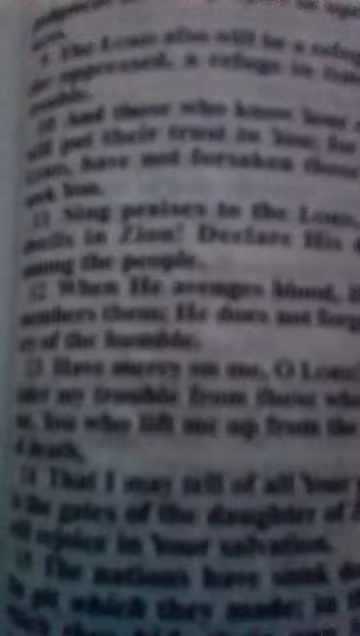 9 The LORD also will be a refuge
the oppressed, a refuge in
trouble.
10 And those who know Your
will put their trust in You; for
LORD, have not forsaken those
seek You.
11 Sing praises to the LORD,
dwells in Zion! Declare His
among the people.
12 When He avenges blood,
members them; He does not
cry of the humble.
13 Have mercy on me, O LORD!
sider my trouble from those who
me, You who lift me up from the
of death,
14 That I may tell of all Your
in the gates of the daughter of
will rejoice in Your salvation.
15 The nations have sunk
pit which they made; in
which they